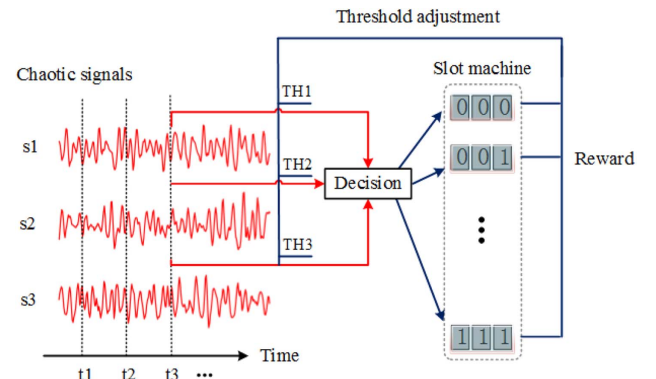 Threshold adjustment
Chaotic signals
Slot machine
TH1
0 0 0
s1
0 0 1
Reward
TH2
Decision
s2
TH3
s3
1 1 1
Time
t1 t2 t3 ...